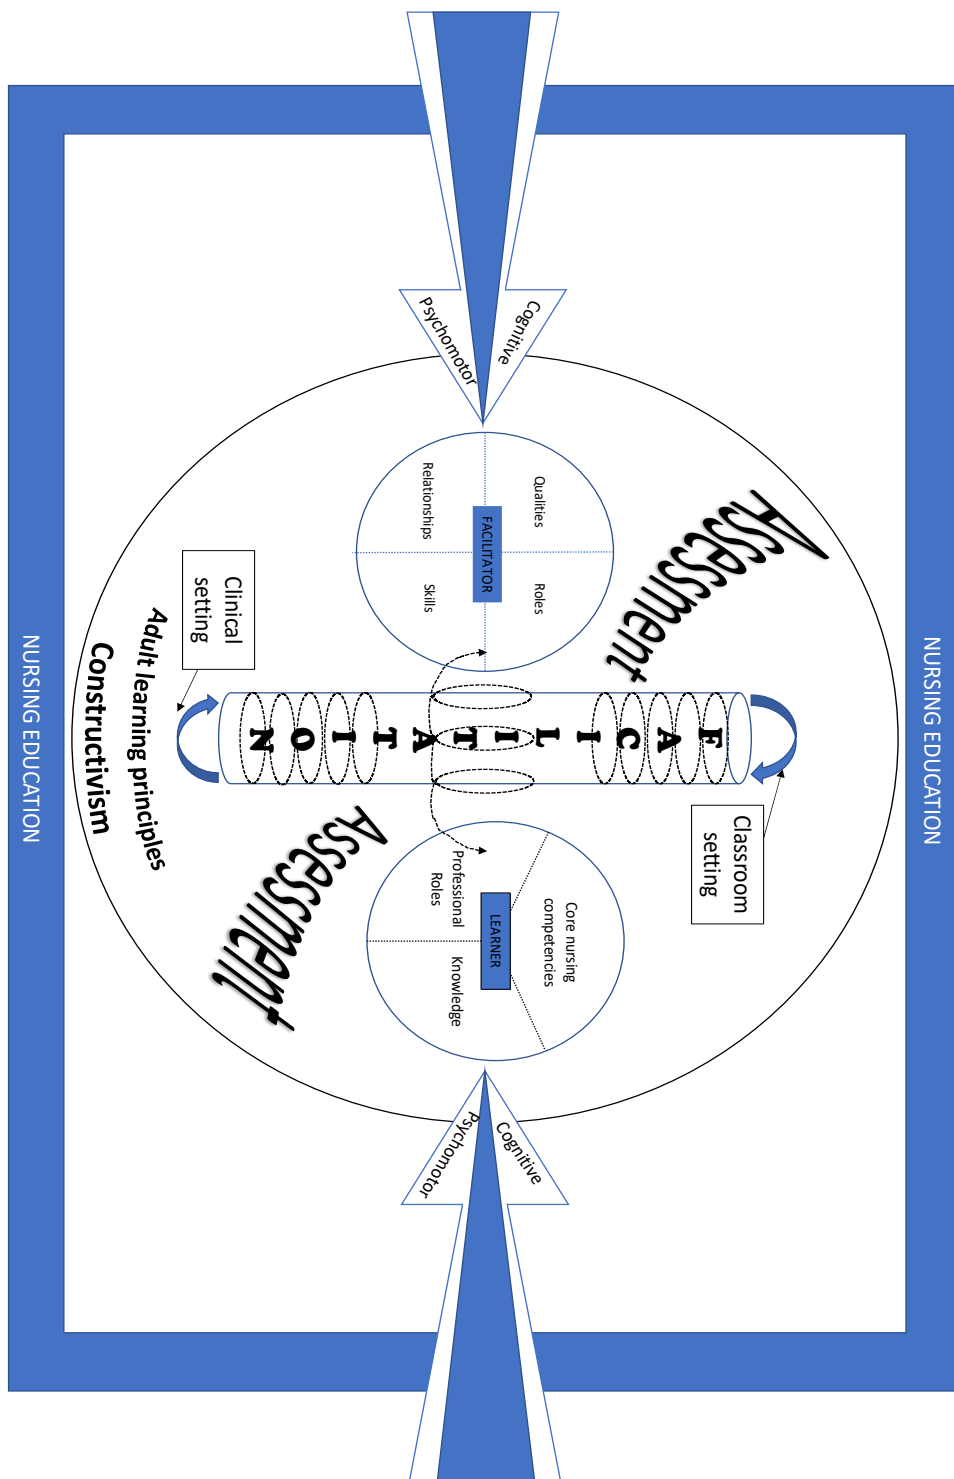 NURSING EDUCATION
Assessment
Classroom
setting
FACILITATION
Cognitive
Psychomotor
Qualities
Roles
FACILITATOR
Relationships
Skills
Core nursing
competencies
LEARNER
Professional
Roles
Knowledge
Cognitive
Psychomotor
Assessment
Clinical
setting
Adult learning principles
Constructivism
NURSING EDUCATION